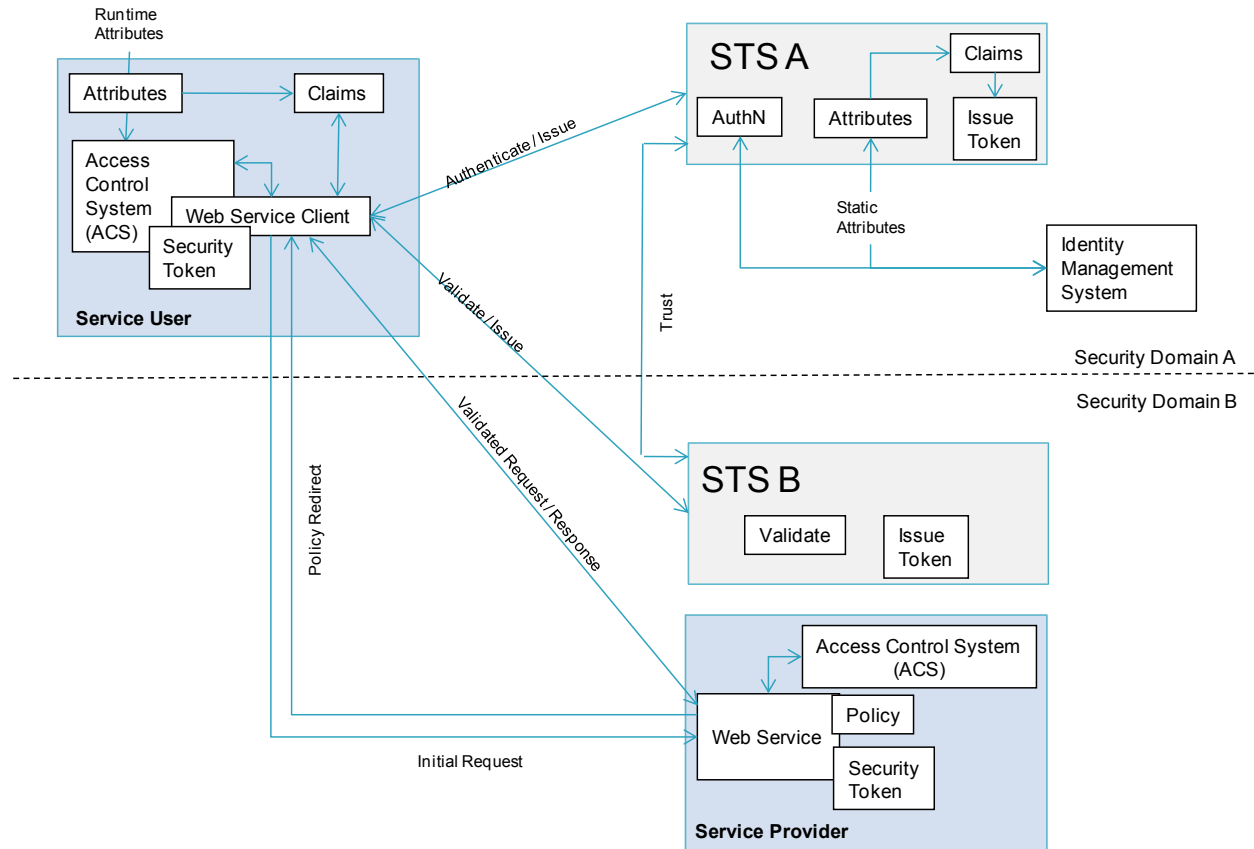 Runtime
Attributes
Attributes
Claims
Access
Control
System
(ACS)
Web Service Client
Security
Token
Service User
Authenticate / Issue
STS A
Claims
AuthN
Attributes
Issue
Token
Static
Attributes
Identity
Management
System
Validate / Issue
Trust
Security Domain A
Security Domain B
Validated Request / Response
Policy Redirect
STS B
Validate
Issue
Token
Access Control System
(ACS)
Policy
Web Service
Security
Token
Initial Request
Service Provider